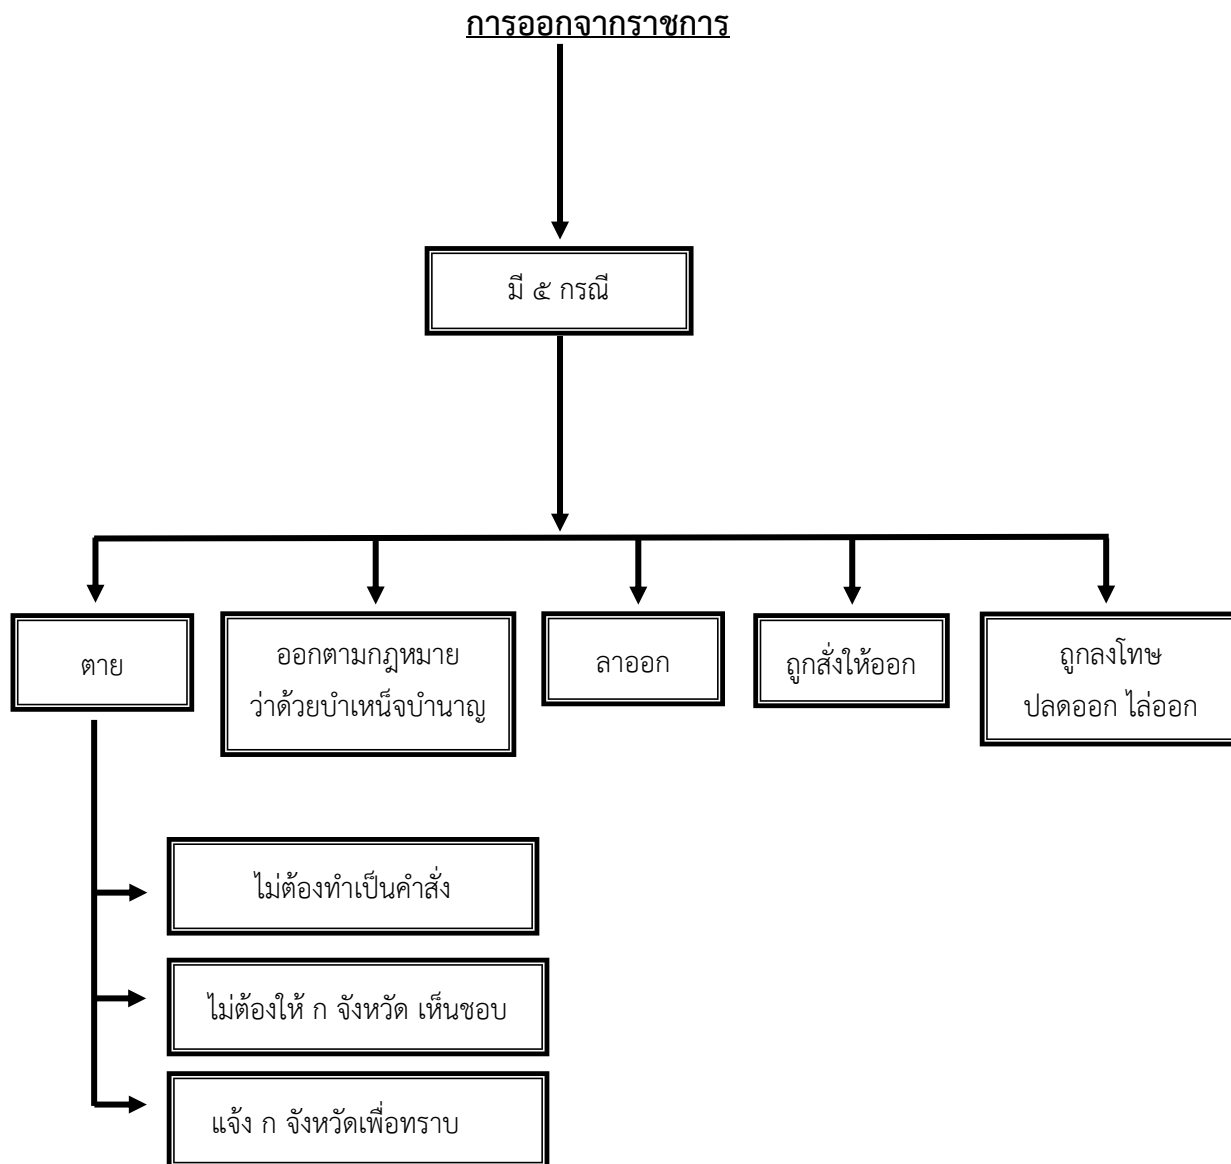 การออกจากราชการ
มี ๕ กรณี
ตาย
ออกตามกฎหมาย
ว่าด้วยบำเหน็จบำนาญ
ลาออก
ถูกสั่งให้ออก
ถูกลงโทษ
ปลดออก ไล่ออก
ไม่ต้องทำเป็นคำสั่ง
ไม่ต้องให้ ก จังหวัด เห็นชอบ
แจ้ง ก จังหวัดเพื่อทราบ